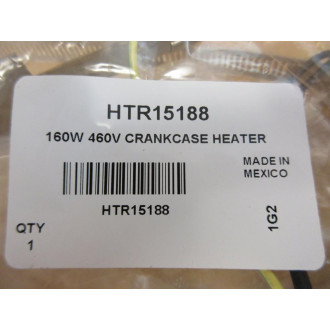 HTR15188
160W 460V CRANKCASE HEATER
MADE IN
MEXICO
HTR15188
QTY
1
1G2